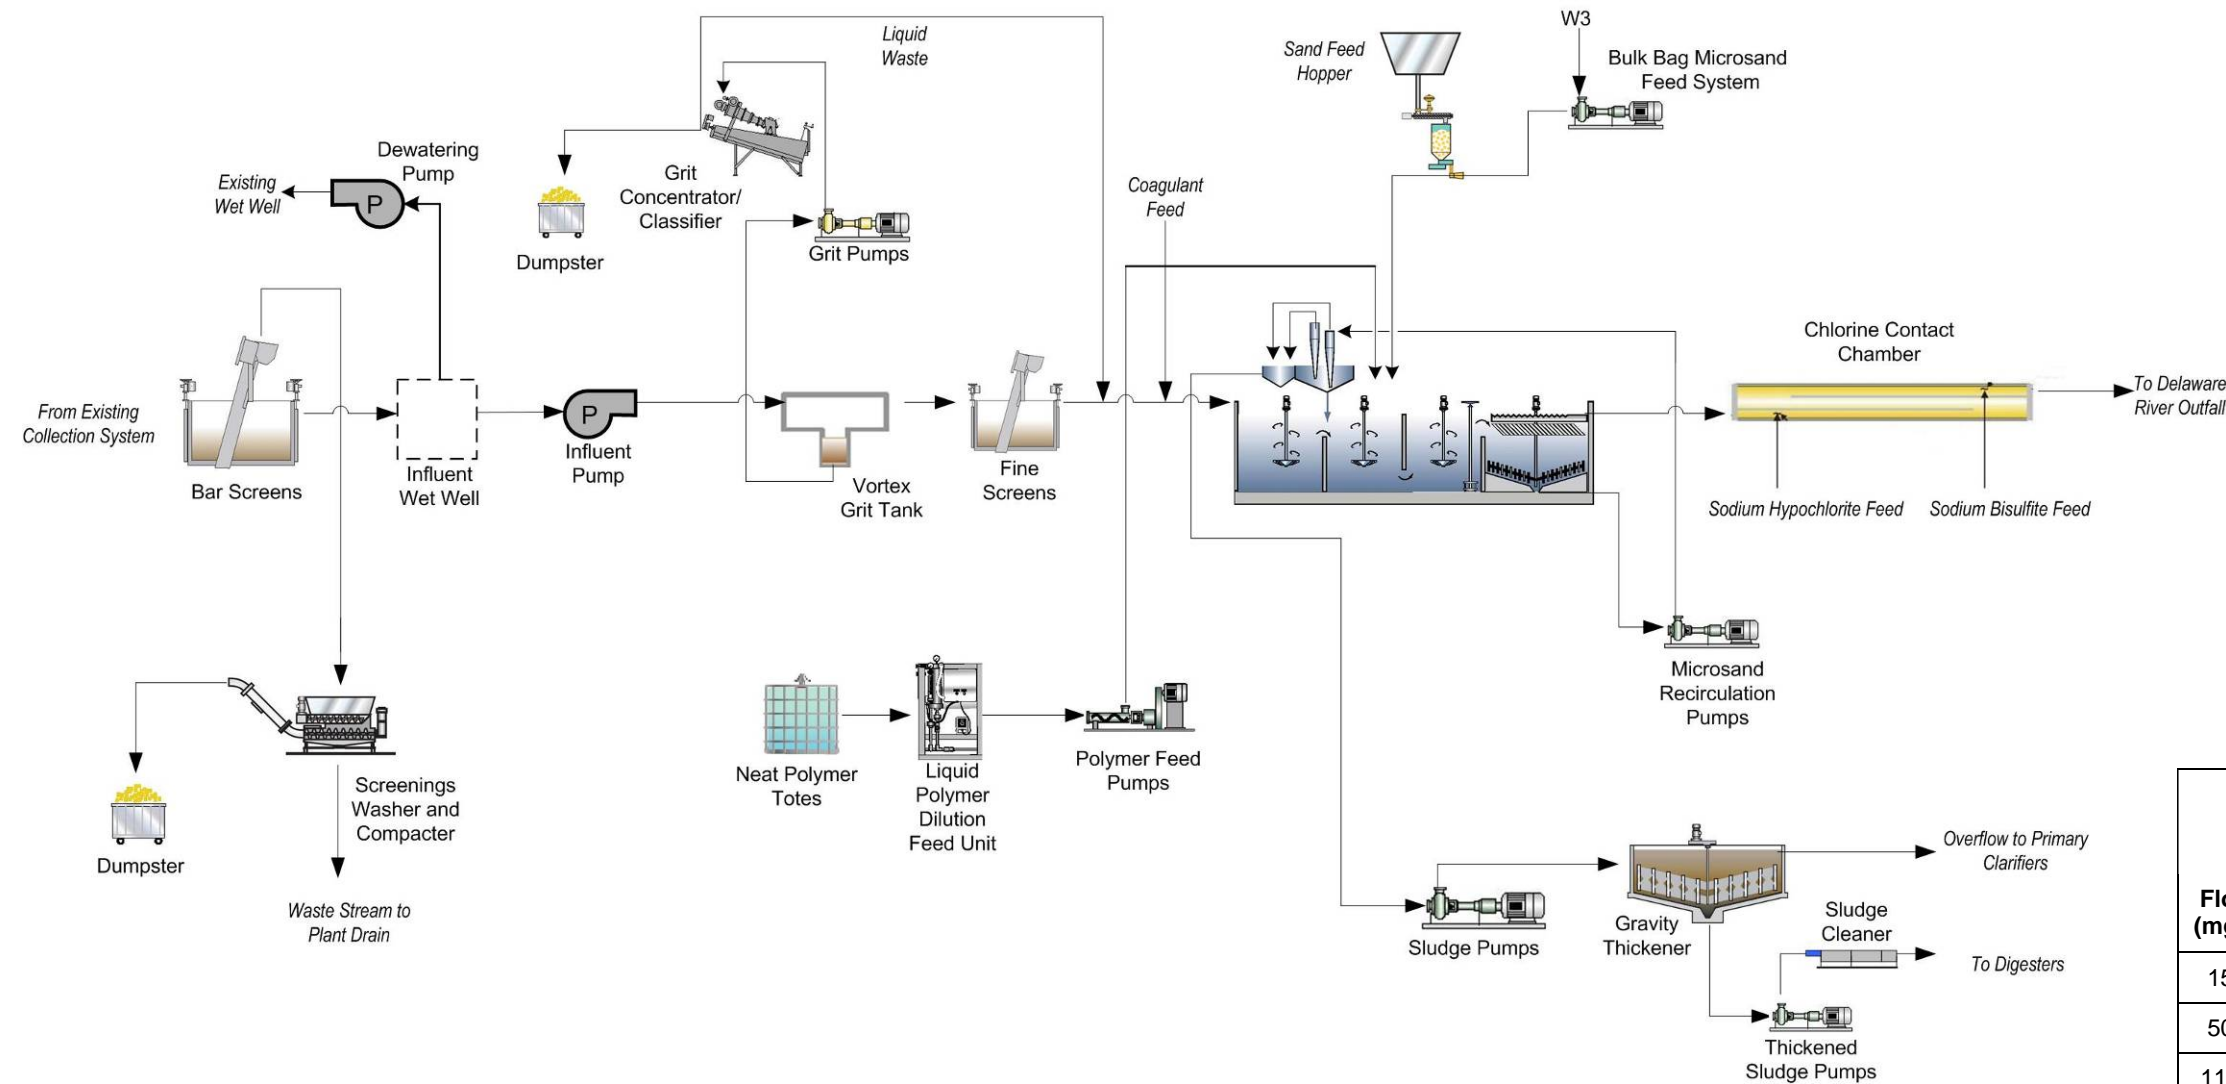 W3
Liquid
Waste
Sand Feed
Hopper
Bulk Bag Microsand
Feed System
Dewatering
Pump
Existing
Wet Well
P
Grit
Concentrator/
Classifier
Coagulant
Feed
Dumpster
Grit Pumps
Chlorine Contact
Chamber
From Existing
Collection System
To Delaware
River Outfall
P
Bar Screens
Influent
Wet Well
Influent
Pump
Vortex
Grit Tank
Fine
Screens
Sodium Hypochlorite Feed
Sodium Bisulfite Feed
Microsand
Recirculation
Pumps
Neat Polymer
Totes
Liquid
Polymer
Dilution
Feed Unit
Polymer Feed
Pumps
Screenings
Washer and
Compacter
Dumpster
Waste Stream to
Plant Drain
Overflow to Primary
Clarifiers
Sludge Pumps
Gravity
Thickener
Sludge
Cleaner
To Digesters
Thickened
Sludge Pumps